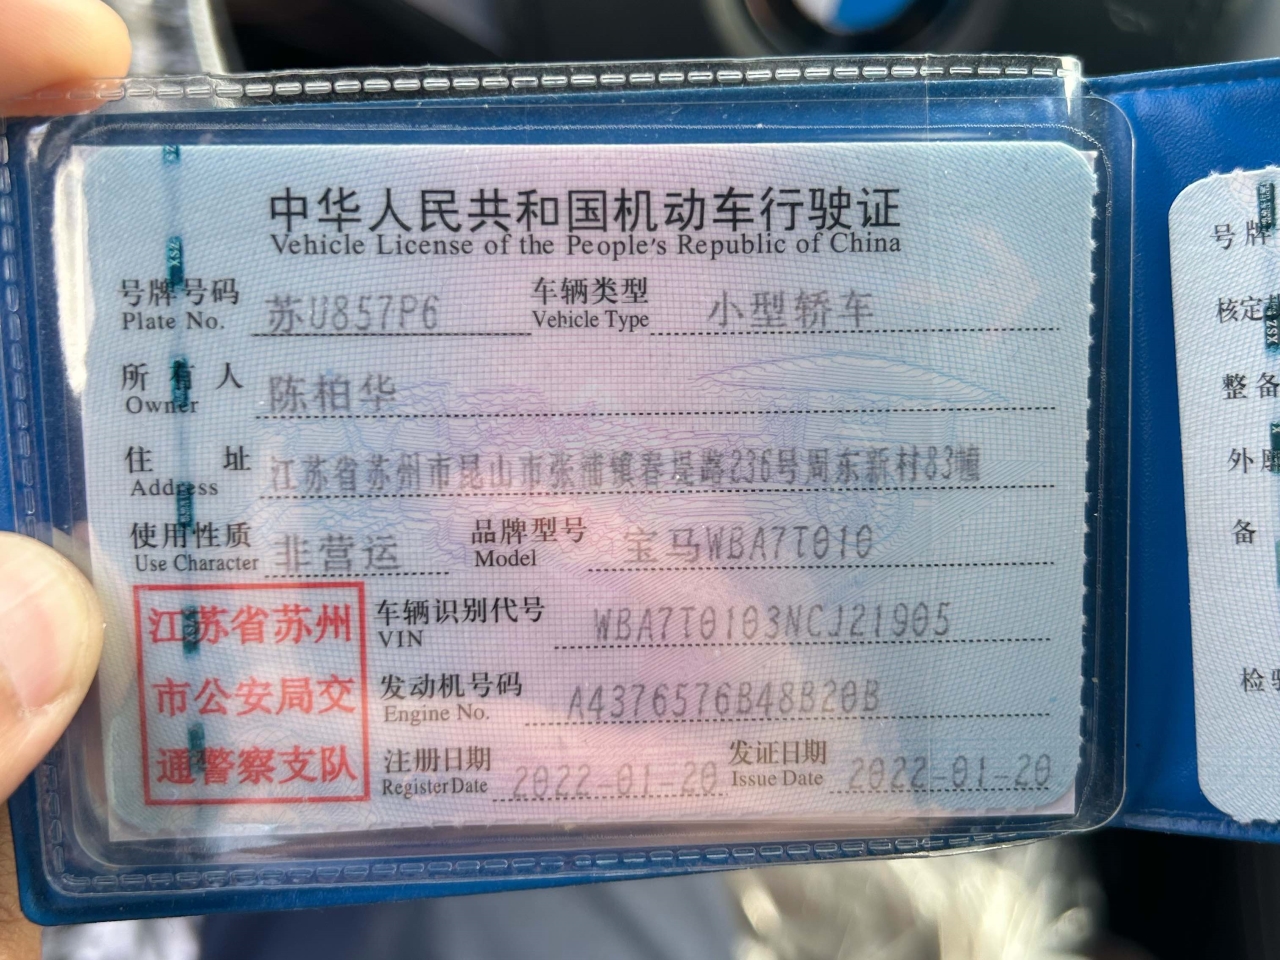 中华人民共和国机动车行驶证
Vehicle License of the People's Republic of China
号牌号码 苏U857P6 车辆类型 小型轿车
Plate No. Vehicle Type
所有人 陈柏华
Owner
住址 江苏省苏州市昆山市张浦镇春垦路236号周东新村83幢
Address
使用性质 非营运 品牌型号 宝马WBA7T010
Use Character Model
江苏省苏州
市公安局交
通警察支队
车辆识别代号 WBA7T0103NCJ21905
VIN
发动机号码 A4376576B48B20B
Engine No.
注册日期 2022-01-20 发证日期 2022-01-20
Register Date Issue Date
号牌
核定
整备
外
备
检验